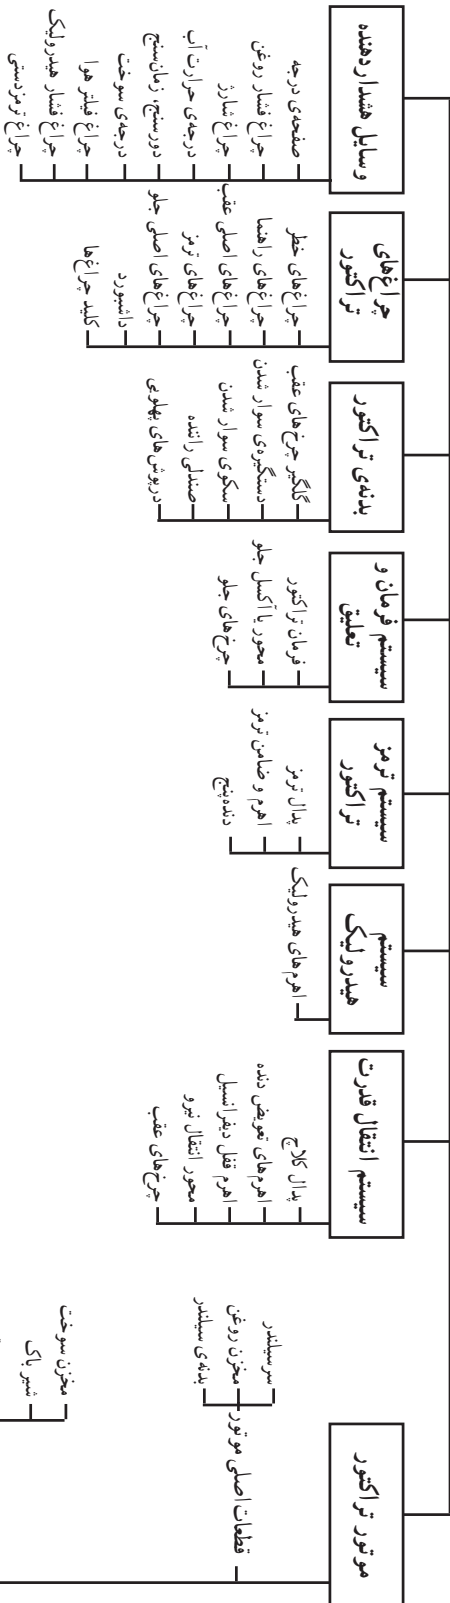 موتور تراکتور
قطعات اصلی موتور
سر سیلندر
مخزن روغن
بدنه‌ی سیلندر
مخزن سوخت
شیر باک
سیستم انتقال قدرت
پدال کلاچ
اهرم‌های تعویض دنده
اهرم قفل دیفرانسیل
محور انتقال نیرو
چرخ‌های عقب
سیستم
هیدرولیک
اهرم‌های هیدرولیک
سیستم ترمز
تراکتور
پدال ترمز
اهرم و ضامن ترمز
دنده‌پنج
سیستم فرمان و
تعلیق
فرمان تراکتور
محور یا آکسل جلو
چرخ‌های جلو
بدنه‌ی تراکتور
گلگیر چرخ‌های عقب
دستگیره‌ی سوار شدن
سکوی سوار شدن
صندلی راننده
درپوش‌های پهلویی
چراغ‌های
تراکتور
چراغ‌های خطر
چراغ‌های راهنما
چراغ‌های اصلی عقب
چراغ‌های ترمز
چراغ‌های اصلی جلو
داشبورد
کلید چراغ‌ها
وسایل هشداردهنده
صفحه‌ی درجه
چراغ فشار روغن
چراغ شارژ
درجه‌ی حرارت آب
دورسنج، زمان‌سنج
درجه‌ی سوخت
چراغ فیلتر هوا
چراغ فشار هیدرولیک
چراغ ترمزدستی